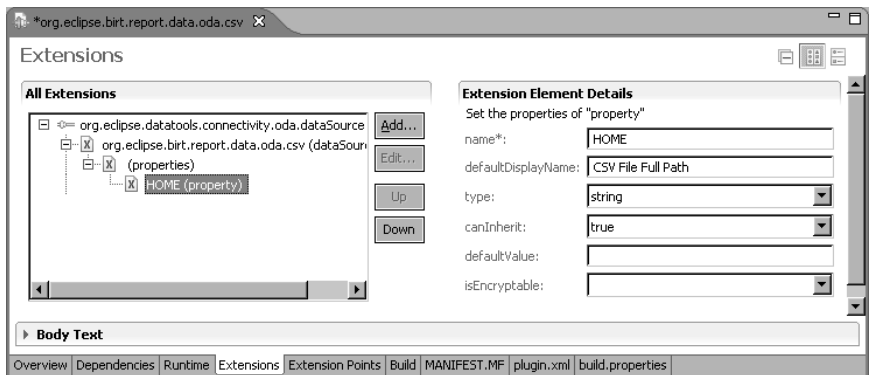 *org.eclipse.birt.report.data.oda.csv
Extensions
All Extensions
org.eclipse.datatools.connectivity.oda.dataSource
org.eclipse.birt.report.data.oda.csv (dataSour
(properties)
HOME (property)
Add...
Edit...
Up
Down
Extension Element Details
Set the properties of "property"
name*: HOME
defaultDisplayName: CSV File Full Path
type: string
canInherit: true
defaultValue:
isEncryptable:
Body Text
Overview Dependencies Runtime Extensions Extension Points Build MANIFEST.MF plugin.xml build.properties